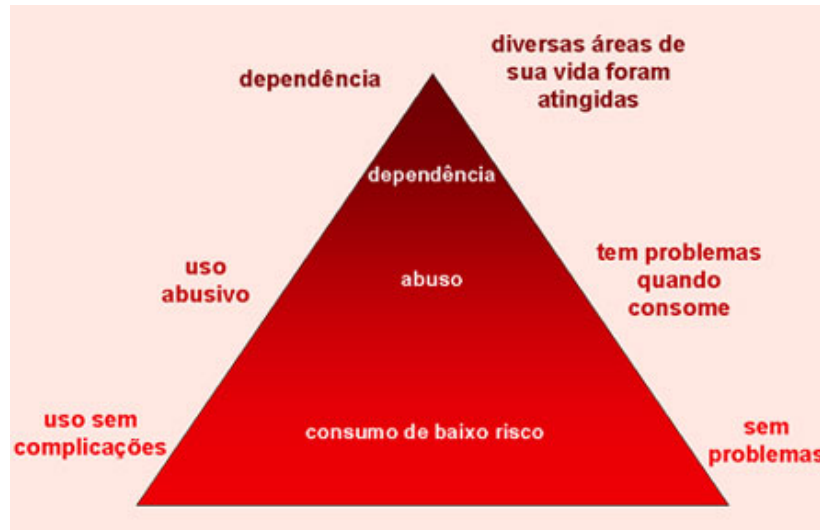 dependência
diversas áreas de
sua vida foram
atingidas
dependência
uso
abusivo
abuso
tem problemas
quando
consome
uso sem
complicações
consumo de baixo risco
sem
problemas